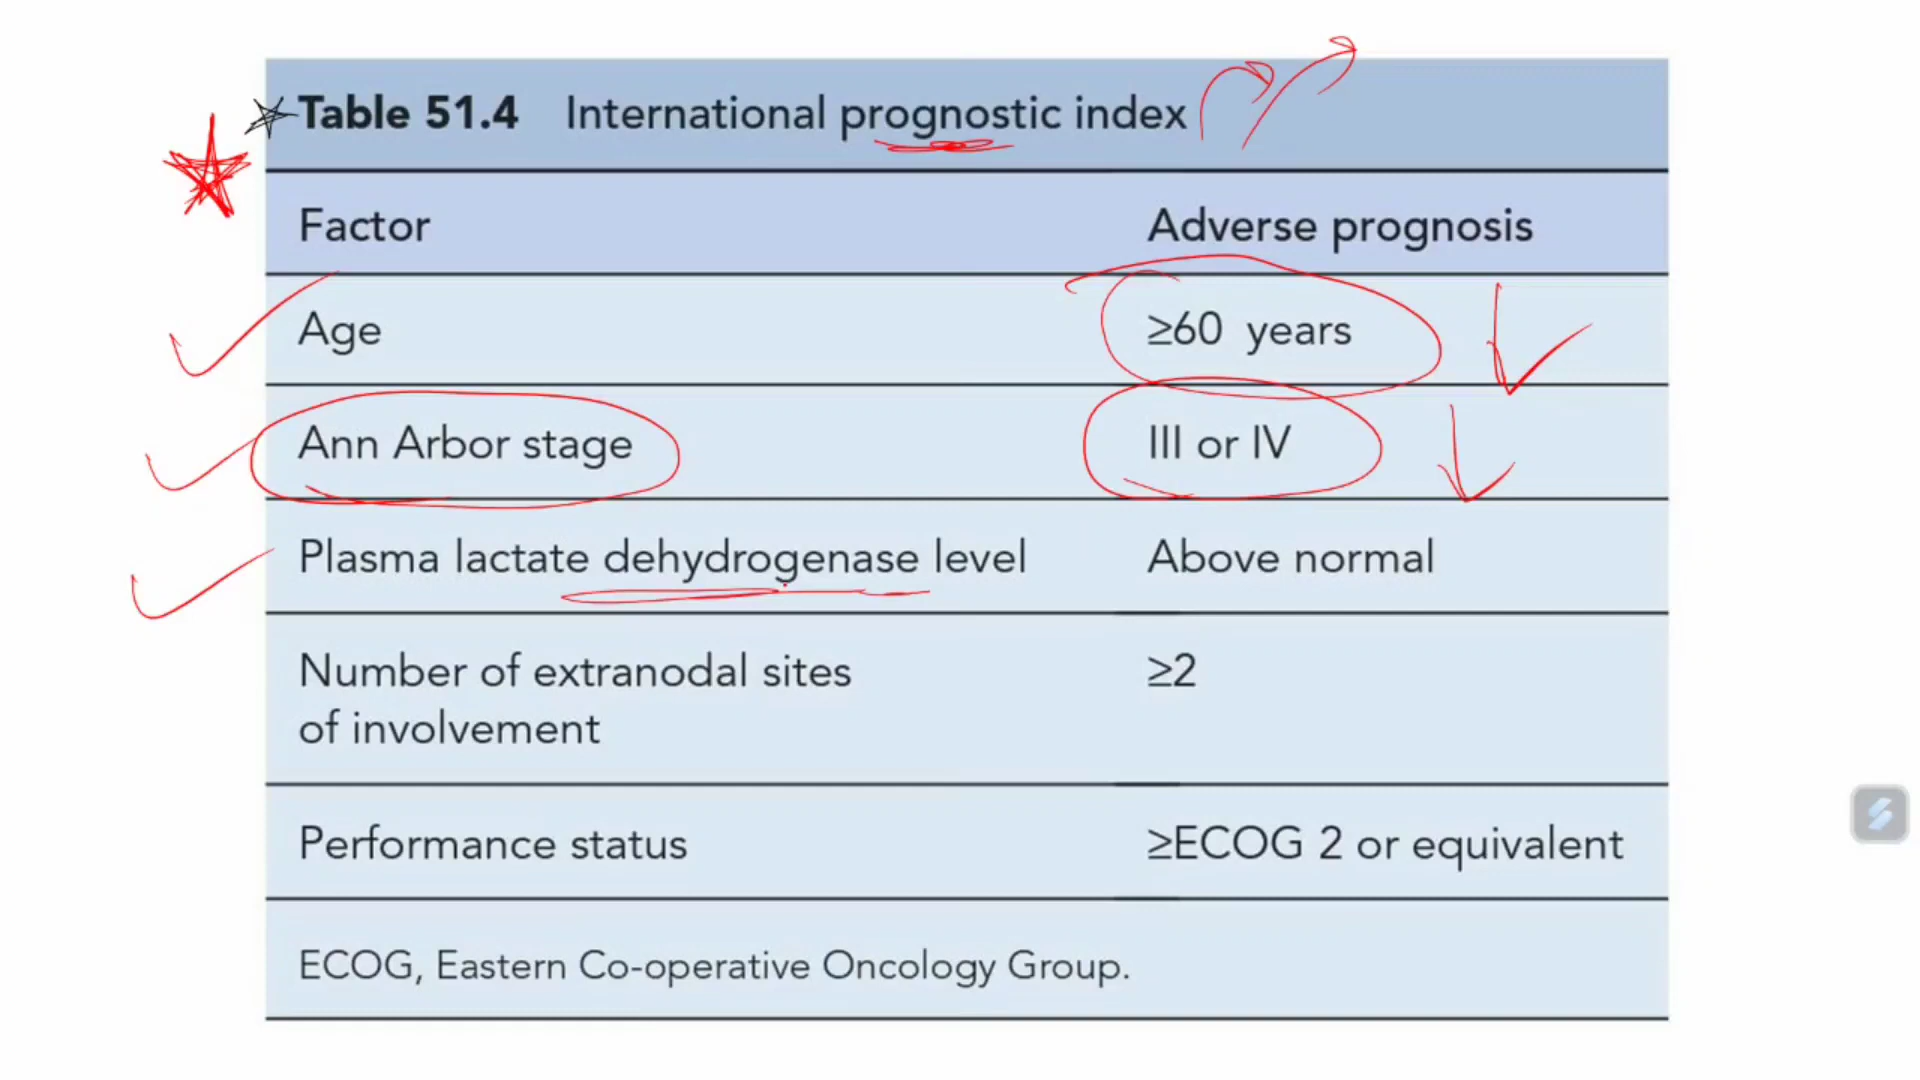 Table 51.4 International prognostic index
Factor Adverse prognosis
Age ≥60 years
Ann Arbor stage III or IV
Plasma lactate dehydrogenase level Above normal
Number of extranodal sites ≥2
of involvement
Performance status ≥ECOG 2 or equivalent
ECOG, Eastern Co-operative Oncology Group.